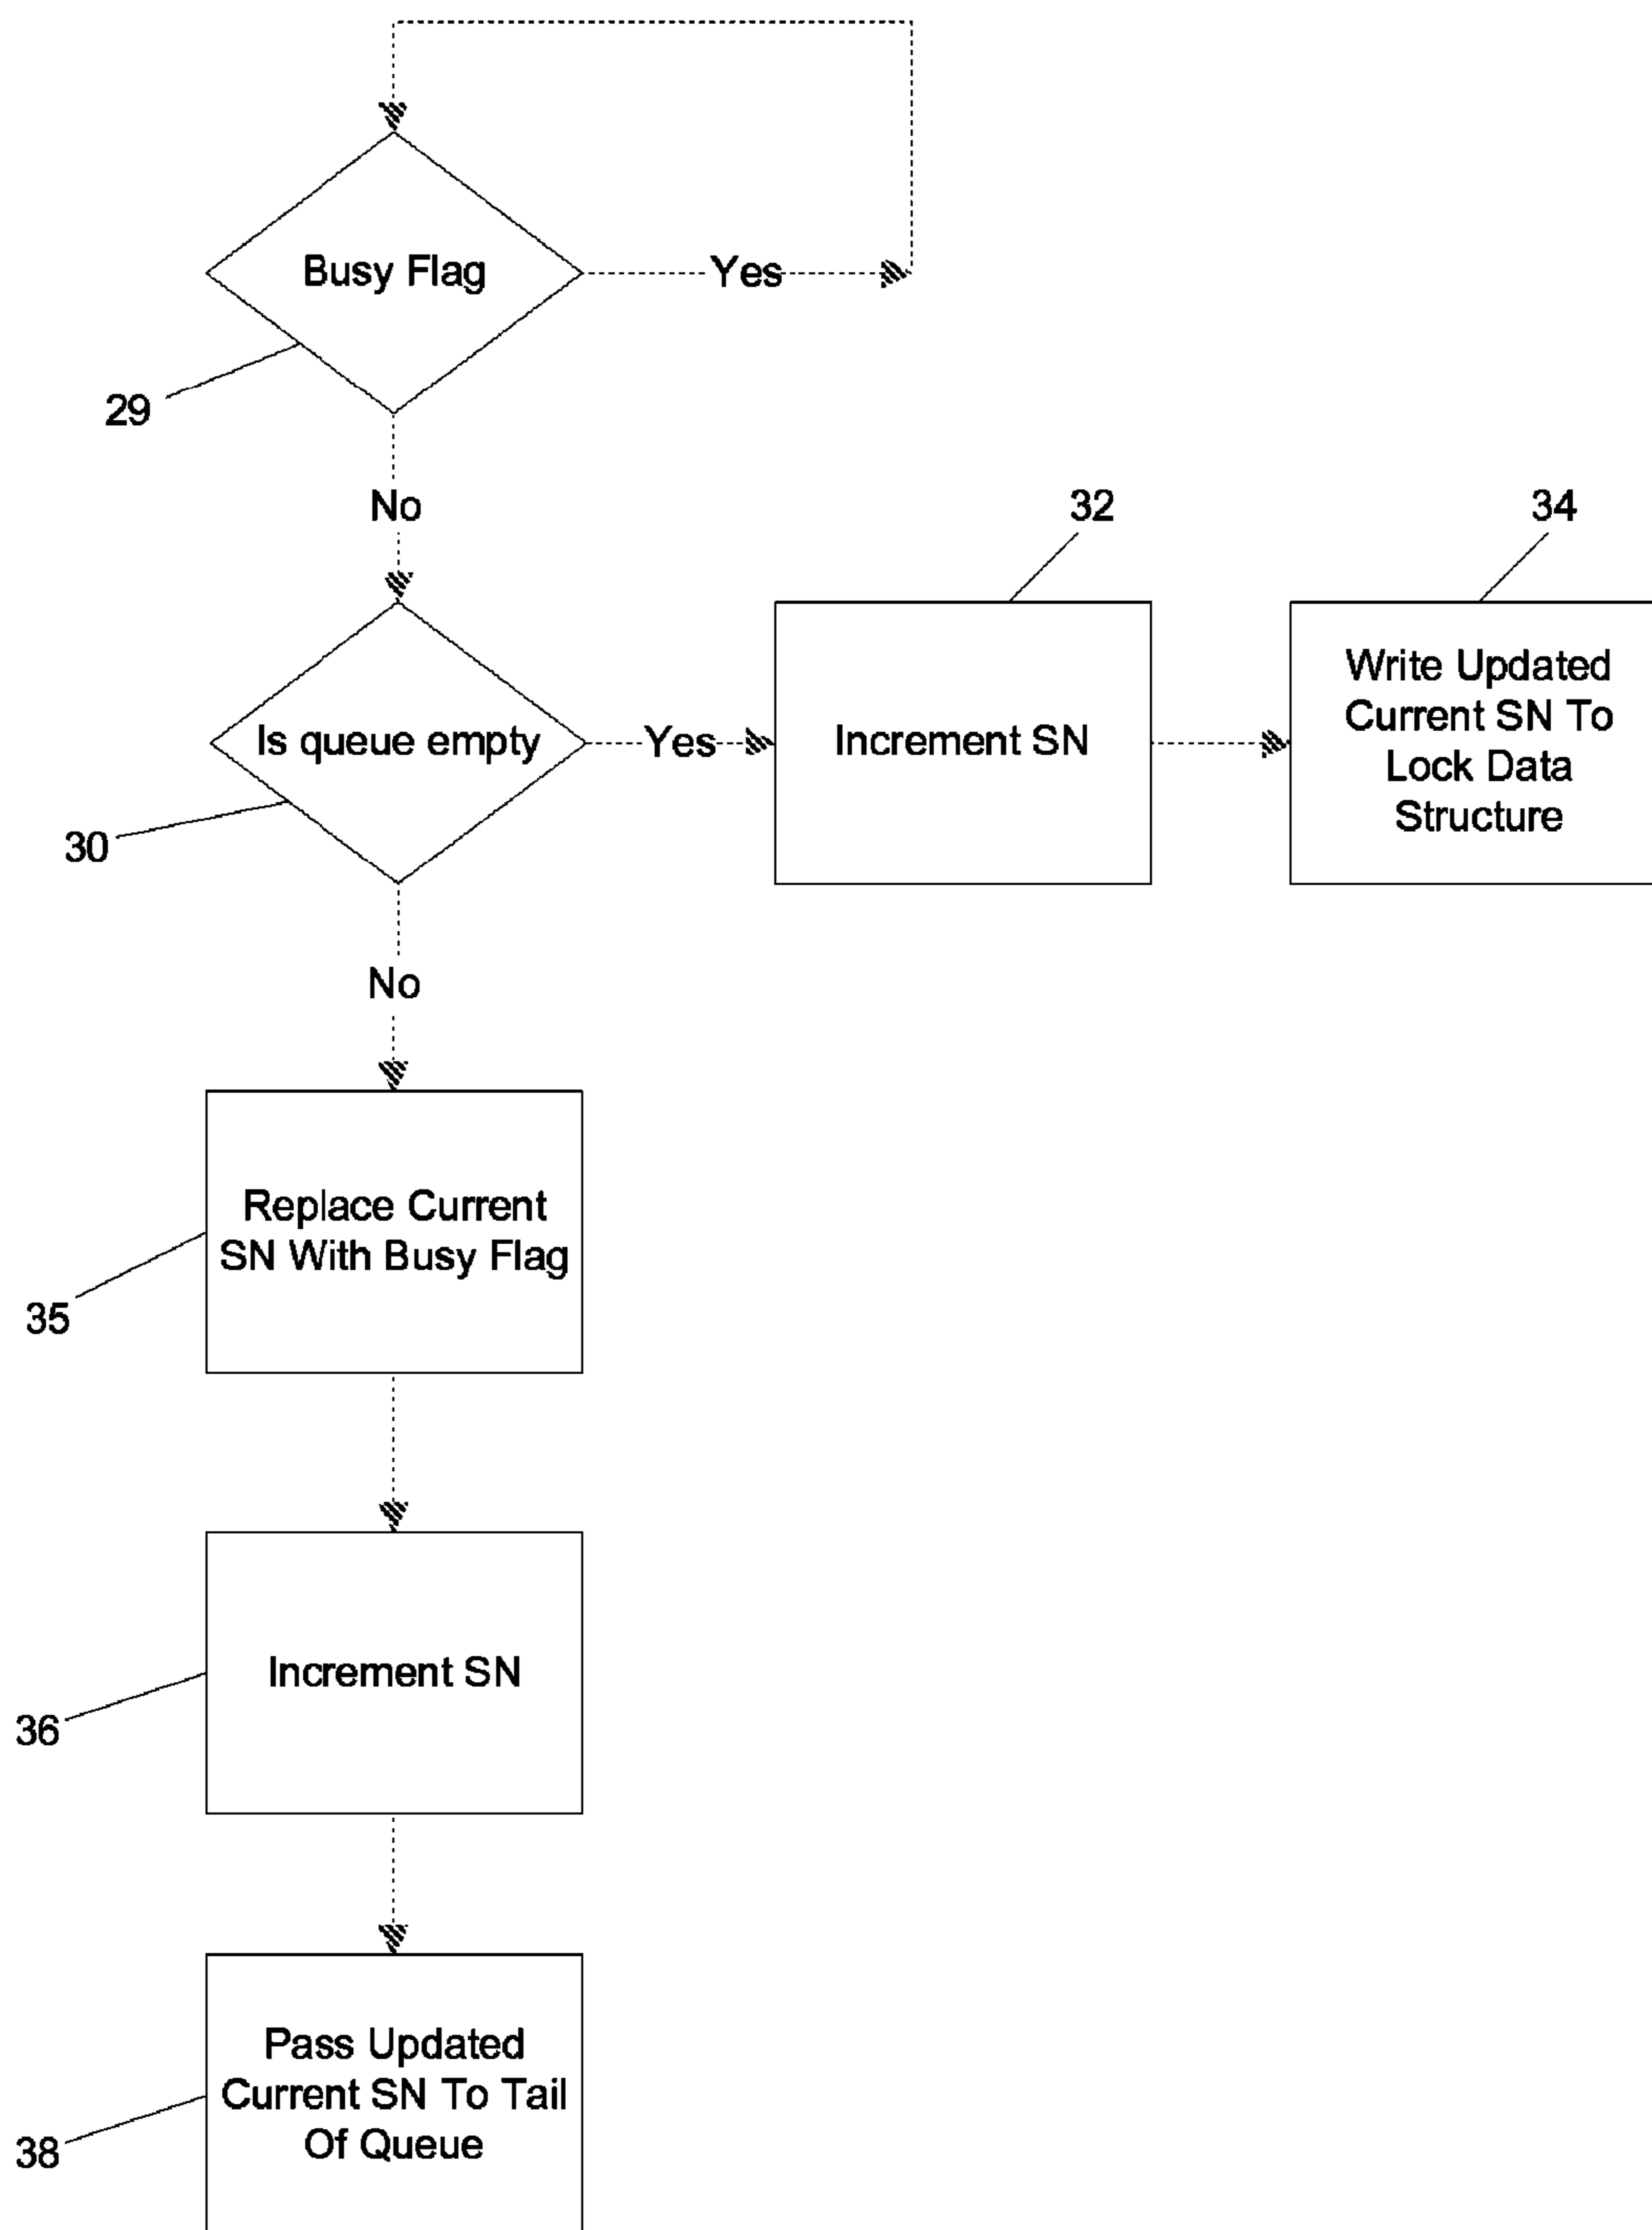 Busy Flag
Yes
29
No
32
34
Is queue empty
Yes
Increment SN
Write Updated
Current SN To
Lock Data
Structure
30
No
Replace Current
SN With Busy Flag
35
Increment SN
36
Pass Updated
Current SN To Tail
Of Queue
38